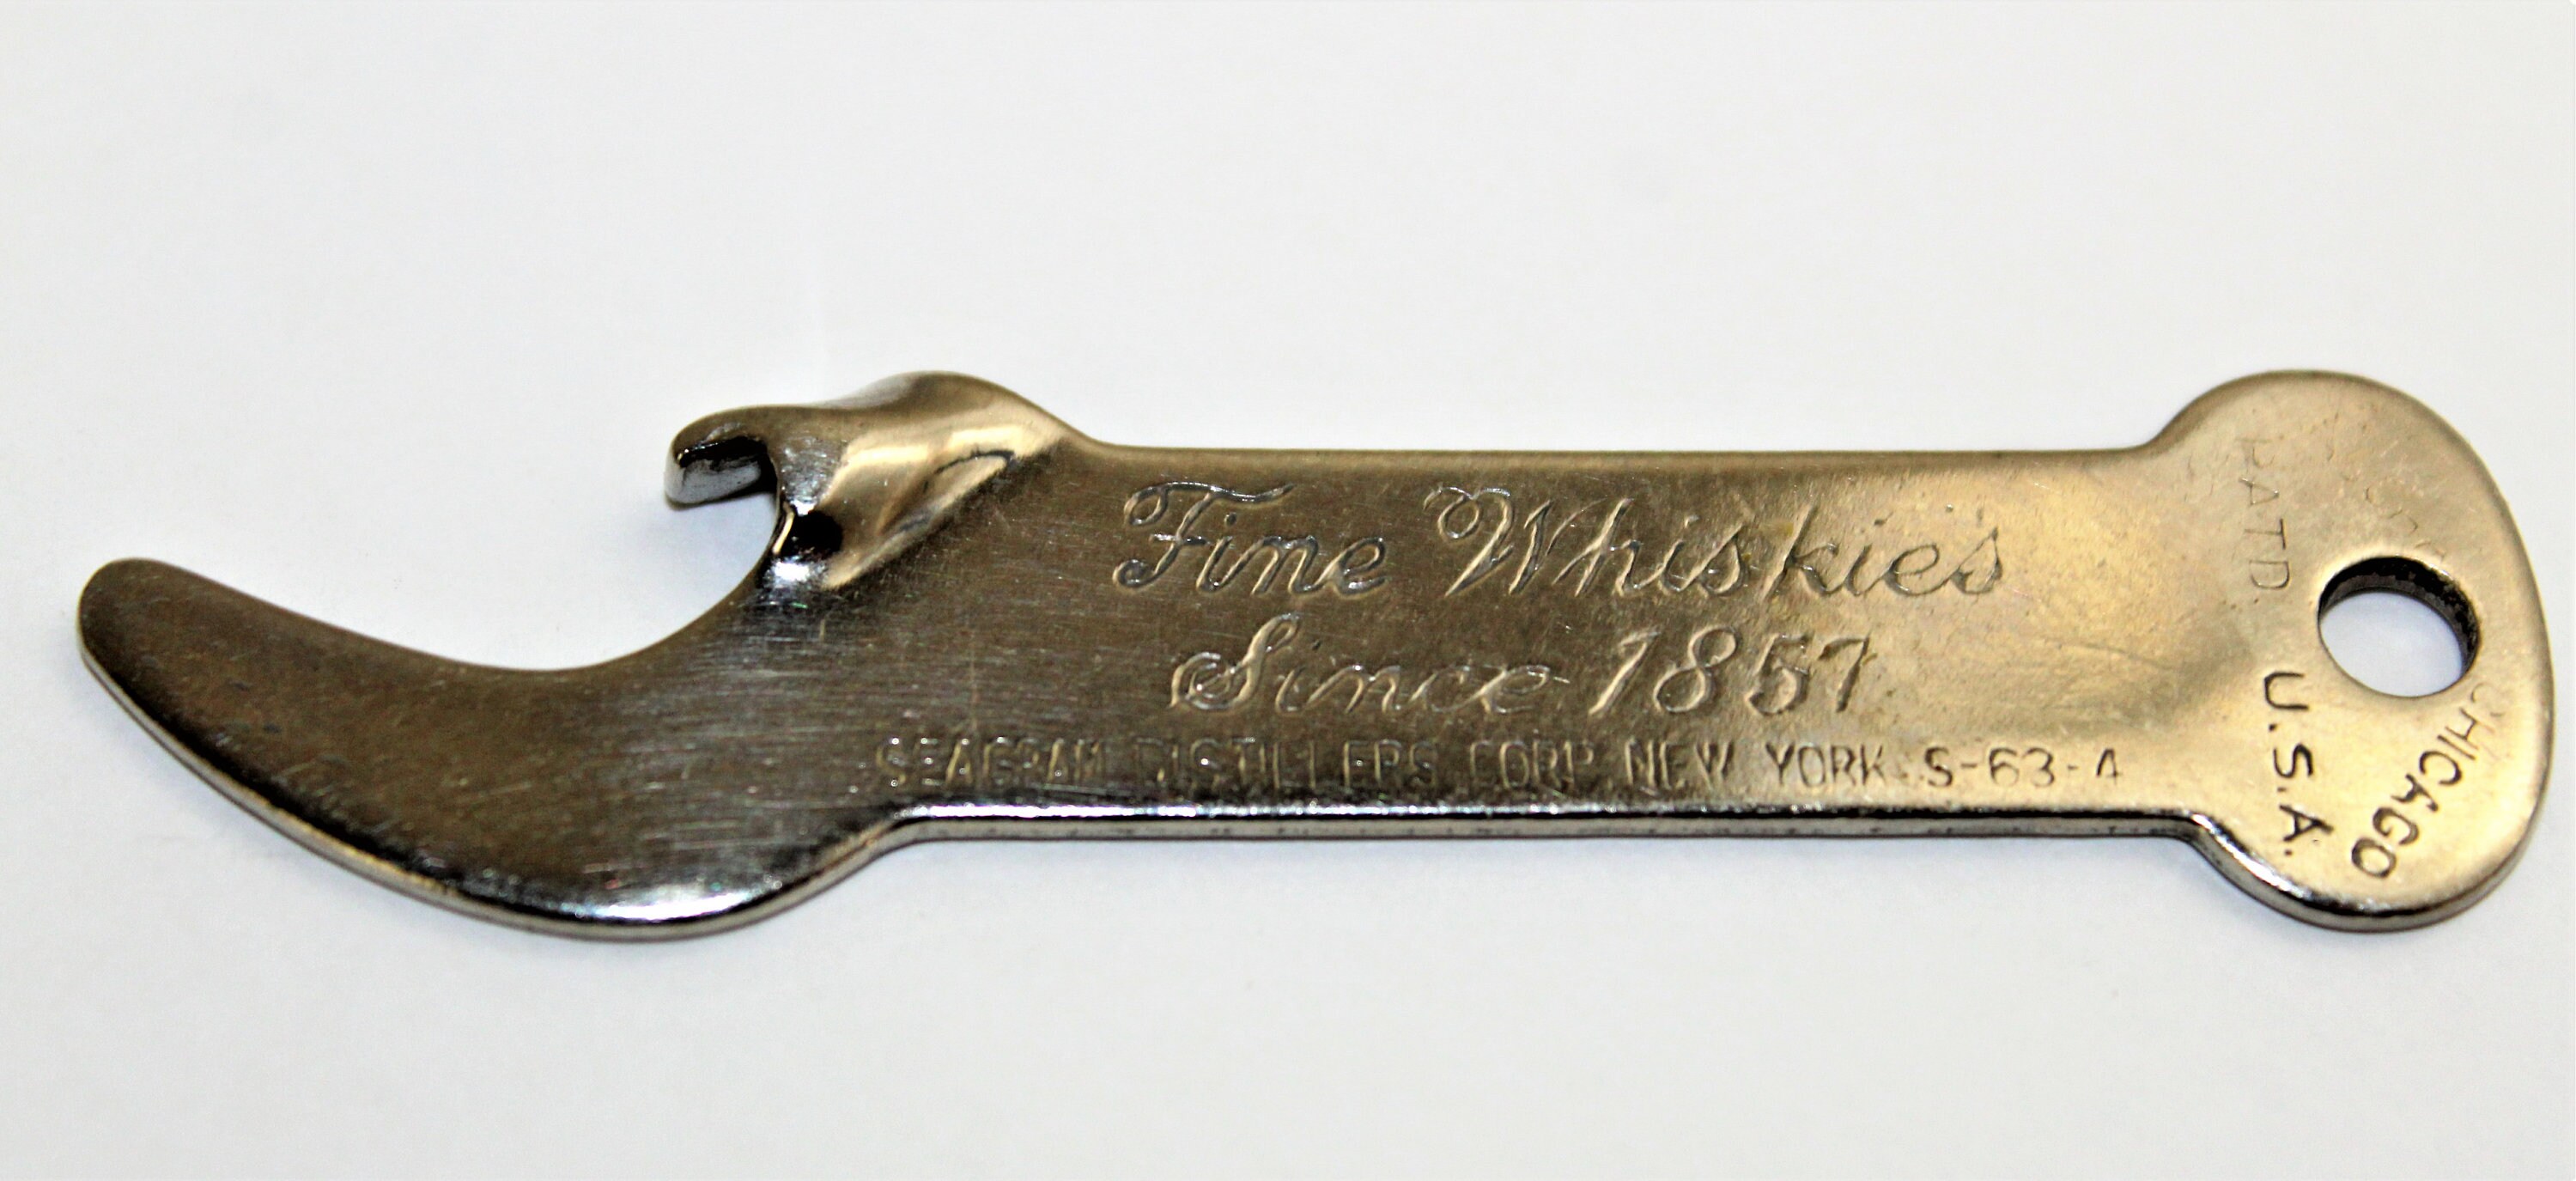 Fine Whiskies
Since 1857
SEAGRAM DISTILLERS CORP. NEW YORK S-63-4
PATD. U.S.A.
CHICAGO